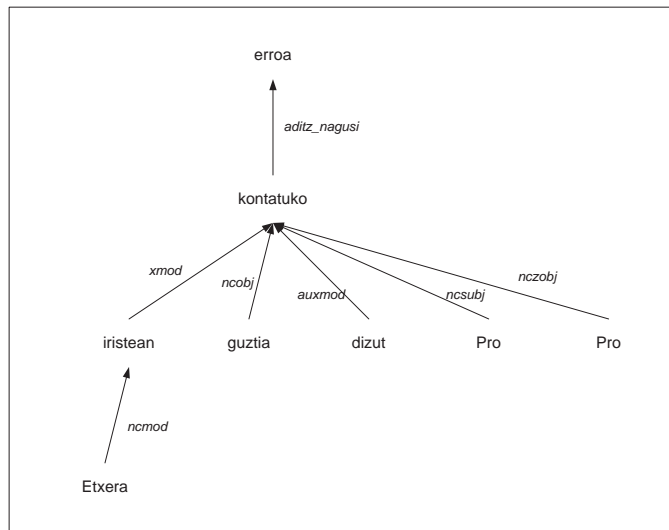 erroa
aditz_nagusi
kontatuko
xmod ncobj auxmod ncsubj nczobj
iristean guztia dizut Pro Pro
ncmod
Etxera